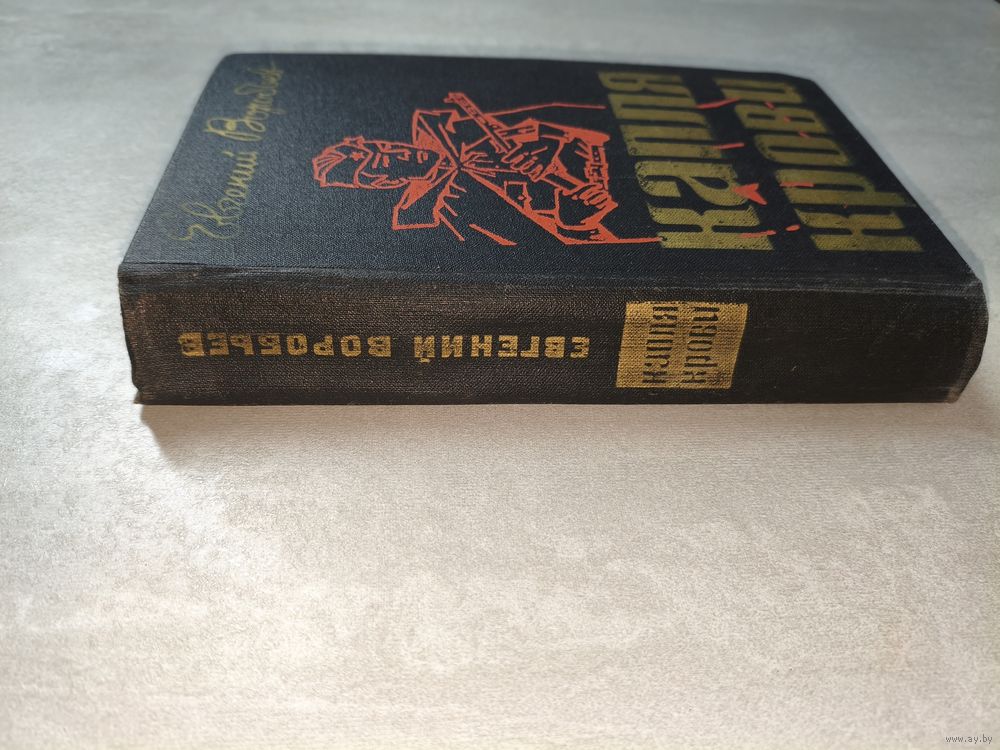 Евгений Воробьев
капля
крови
ЕВГЕНИЙ ВОРОБЬЕВ
капля
крови
www.ay.by